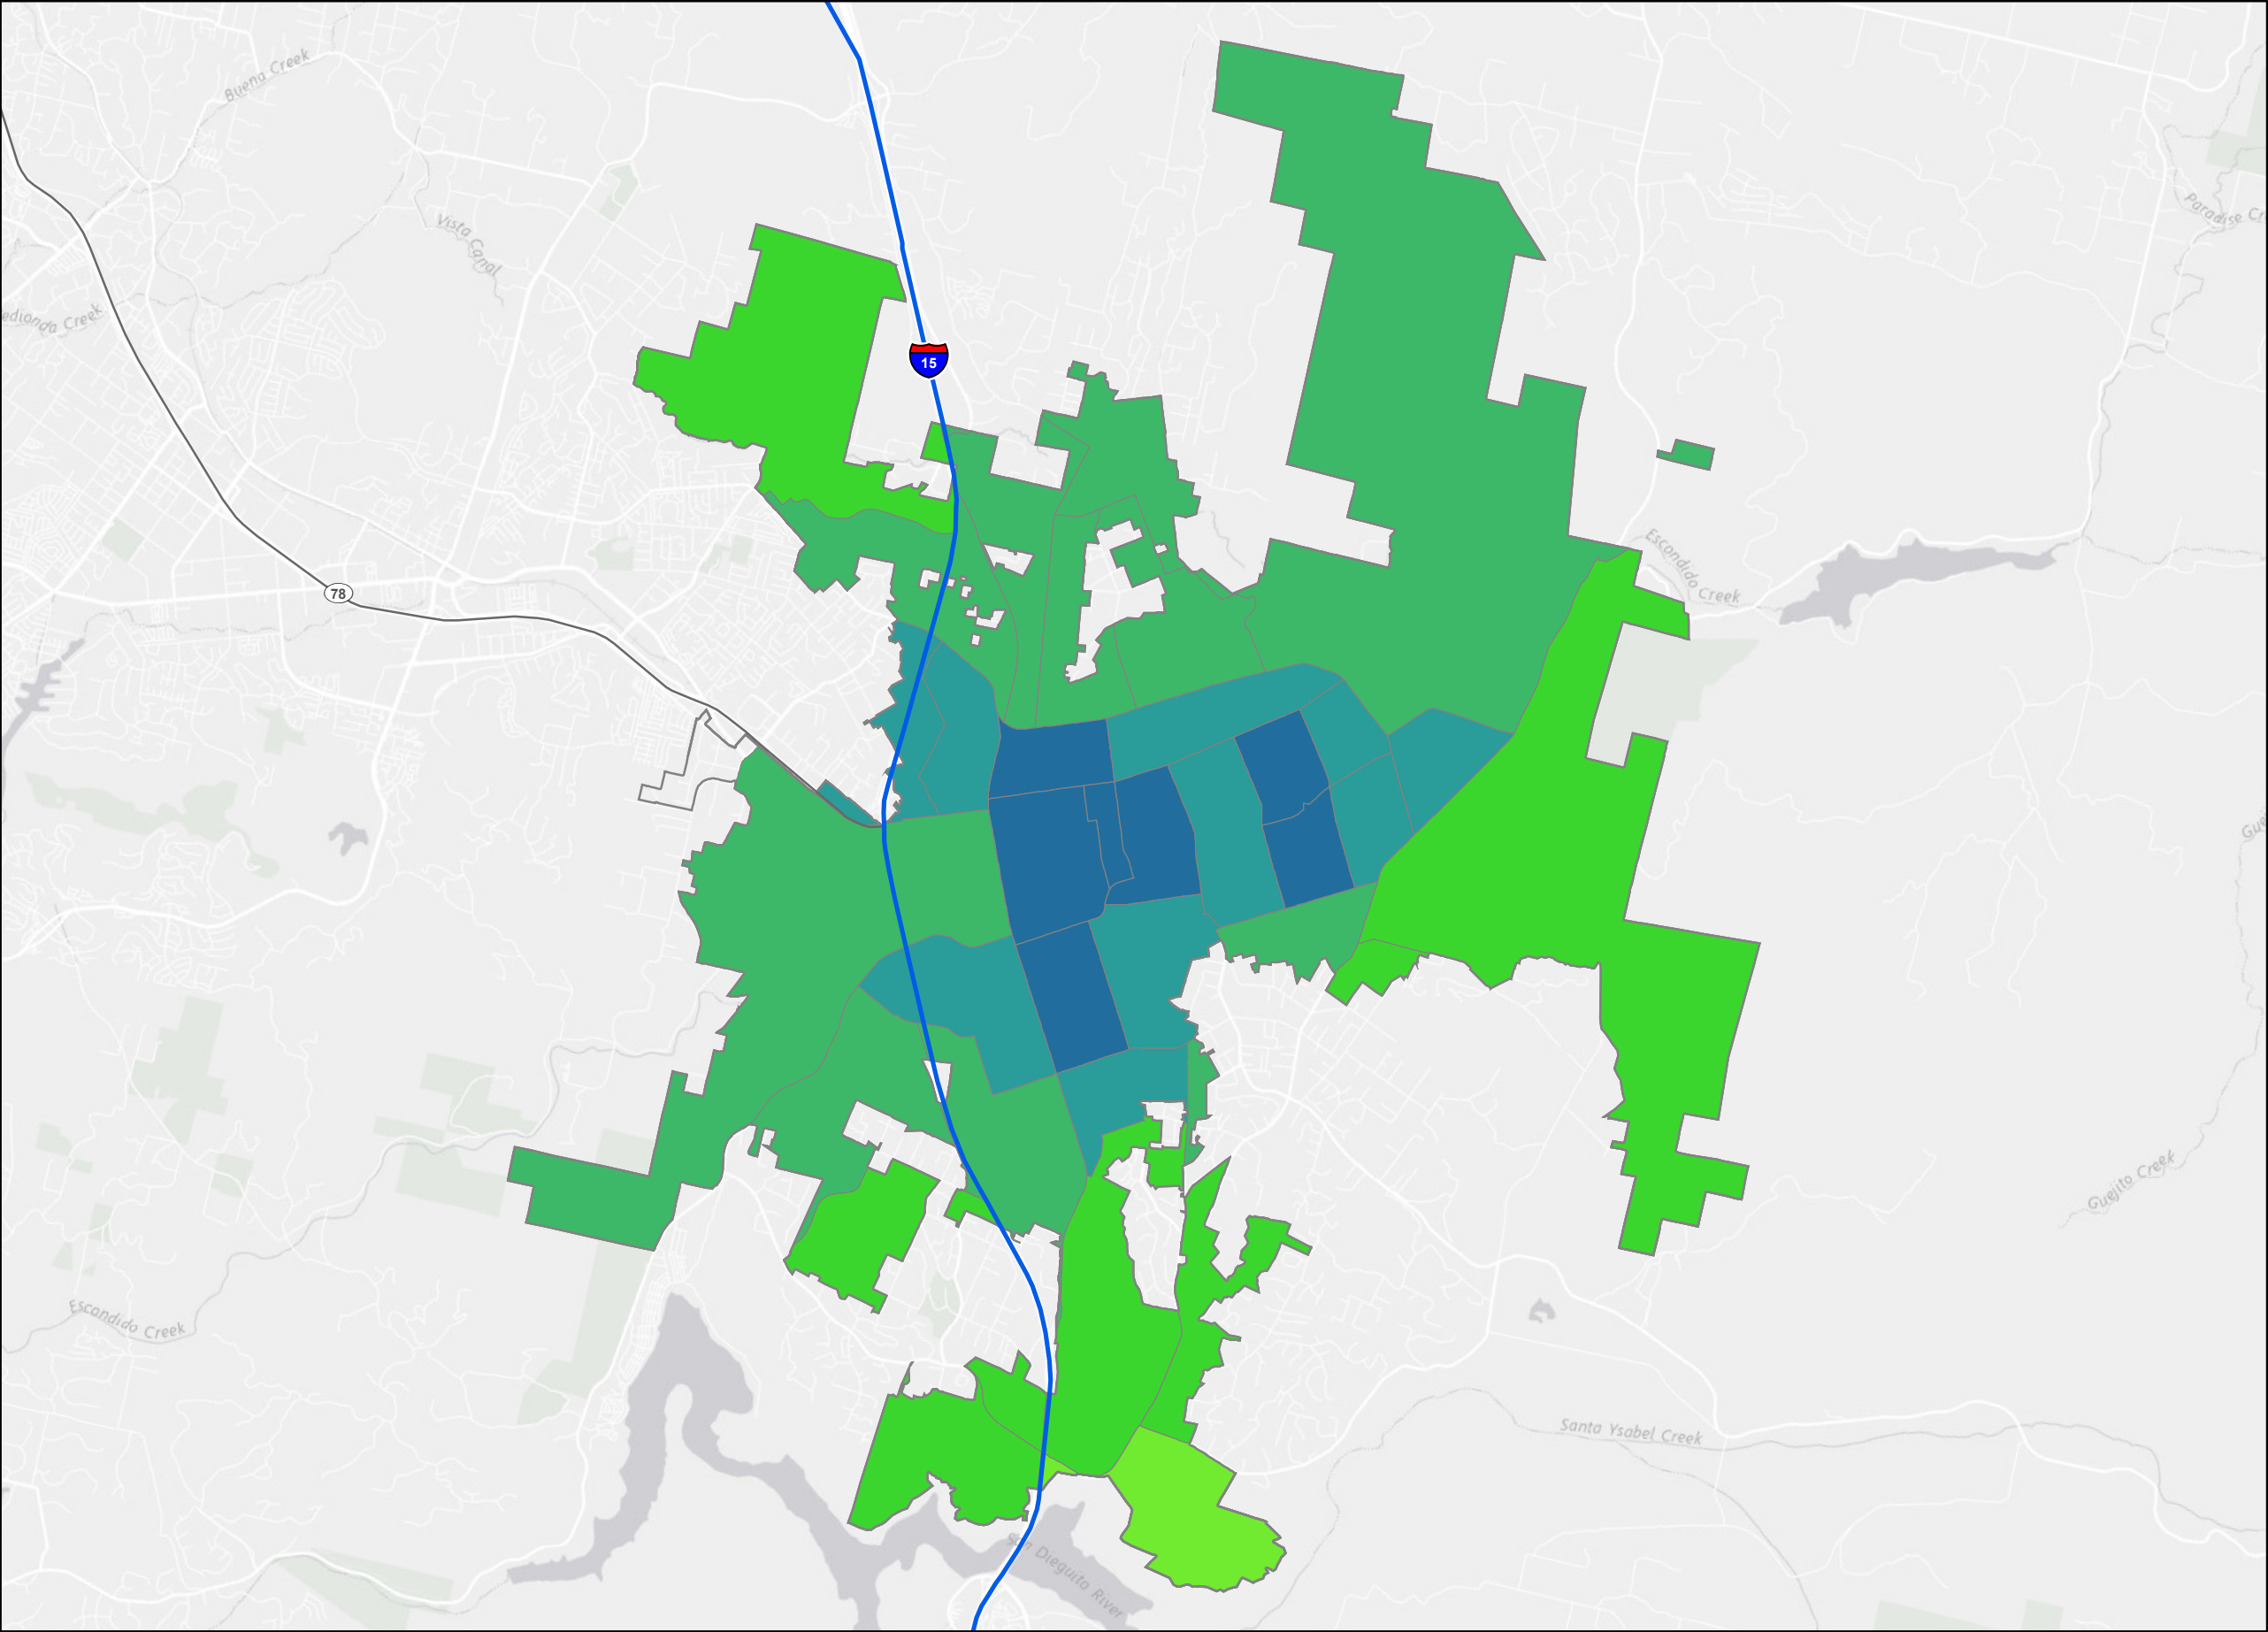 Buena Creek
Vista Canal
Paradise Cr
edionda Creek
15
Escondido Creek
78
Gue
Guejito Creek
Escondido Creek
Santa Ysabel Creek
San Dieguito River